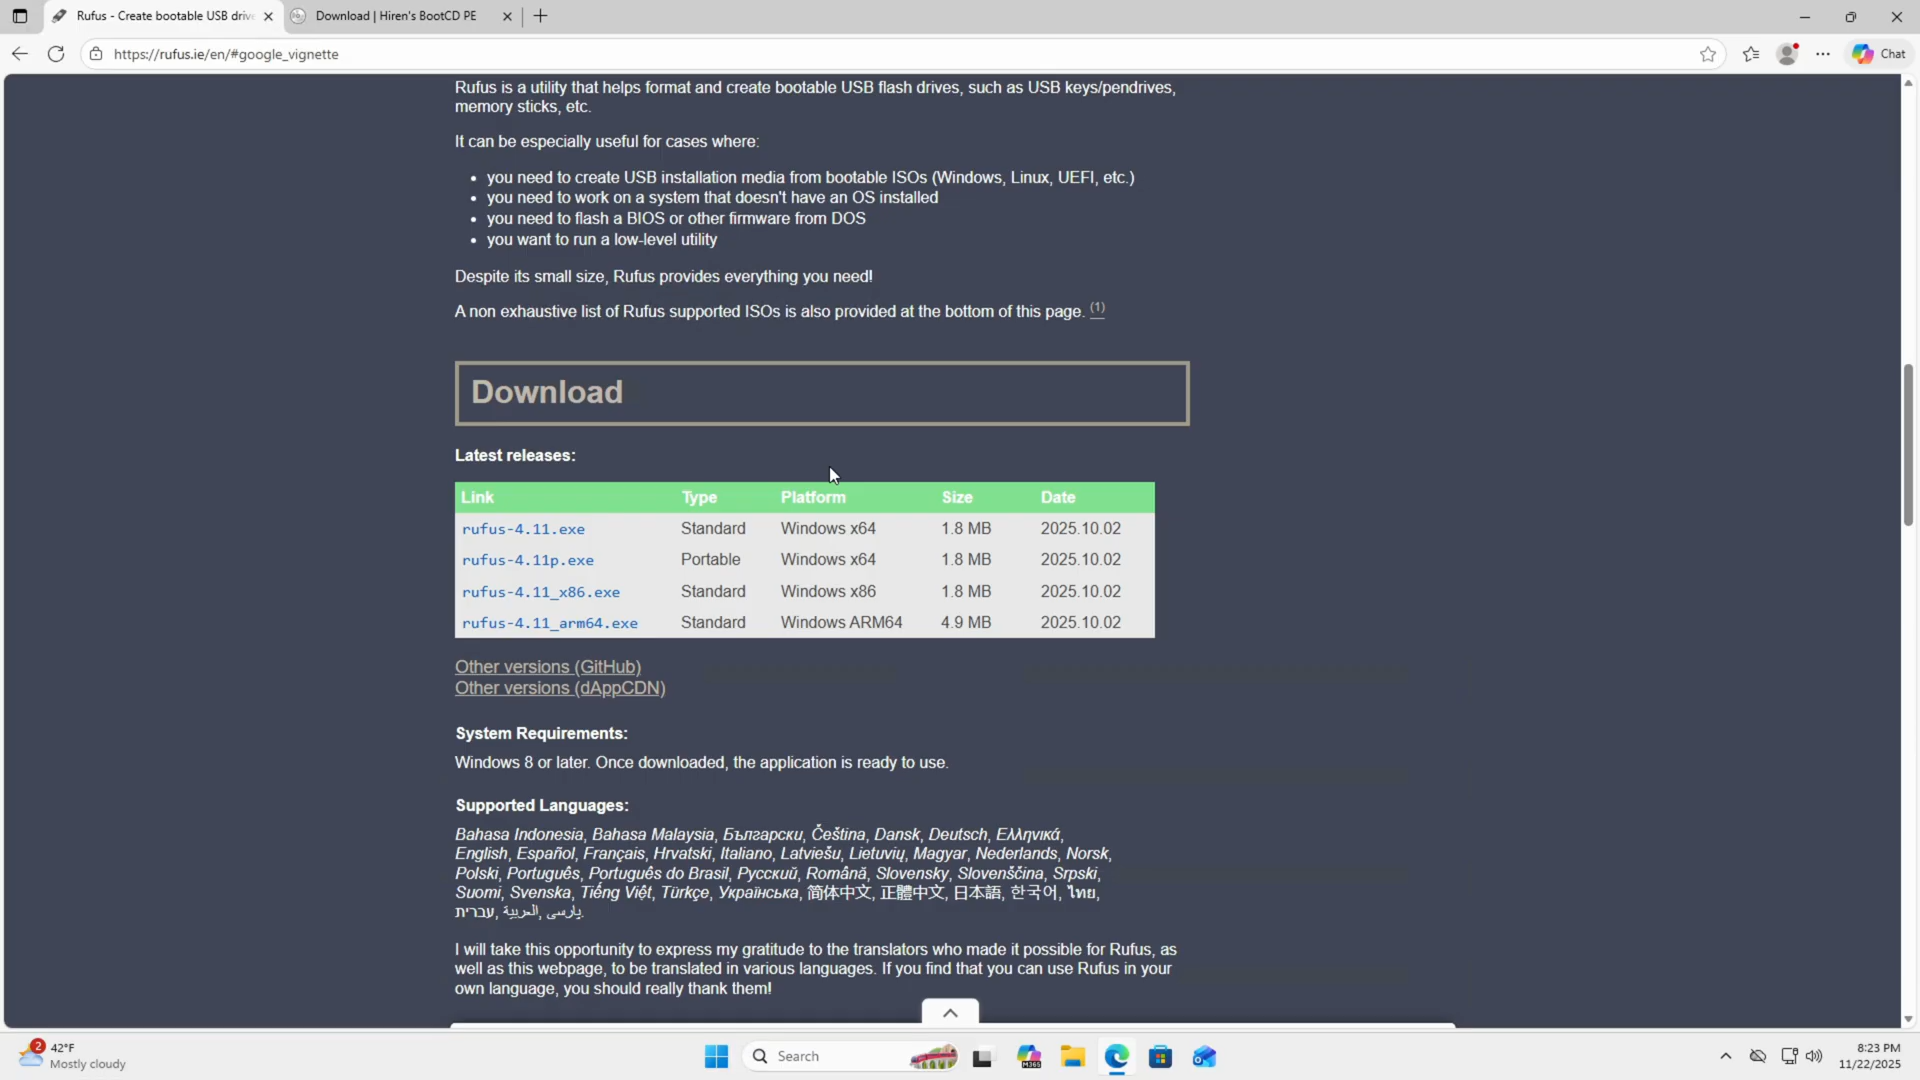 Rufus - Create bootable USB driv
Download | Hiren's BootCD PE
https://rufus.ie/en/#google_vignette
Chat
Rufus is a utility that helps format and create bootable USB flash drives, such as USB keys/pendrives,
memory sticks, etc.
It can be especially useful for cases where:
• you need to create USB installation media from bootable ISOs (Windows, Linux, UEFI, etc.)
• you need to work on a system that doesn't have an OS installed
• you need to flash a BIOS or other firmware from DOS
• you want to run a low-level utility
Despite its small size, Rufus provides everything you need!
A non exhaustive list of Rufus supported ISOs is also provided at the bottom of this page. (1)
Download
Latest releases:
Link Type Platform Size Date
rufus-4.11.exe Standard Windows x64 1.8 MB 2025.10.02
rufus-4.11p.exe Portable Windows x64 1.8 MB 2025.10.02
rufus-4.11_x86.exe Standard Windows x86 1.8 MB 2025.10.02
rufus-4.11_arm64.exe Standard Windows ARM64 4.9 MB 2025.10.02
Other versions (GitHub)
Other versions (dAppCDN)
System Requirements:
Windows 8 or later. Once downloaded, the application is ready to use.
Supported Languages:
Bahasa Indonesia, Bahasa Malaysia, Български, Čeština, Dansk, Deutsch, Ελληνικά,
English, Español, Français, Hrvatski, Italiano, Latviešu, Lietuvių, Magyar, Nederlands, Norsk,
Polski, Português, Português do Brasil, Русский, Română, Slovensky, Slovenščina, Srpski,
Suomi, Svenska, Tiếng Việt, Türkçe, Українська, 简体中文, 正體中文, 日本語, 한국어, ไทย,
עברית, العربية, پارسی.
I will take this opportunity to express my gratitude to the translators who made it possible for Rufus, as
well as this webpage, to be translated in various languages. If you find that you can use Rufus in your
own language, you should really thank them!
2
42°F
Mostly cloudy
Search
M365
8:23 PM
11/22/2025